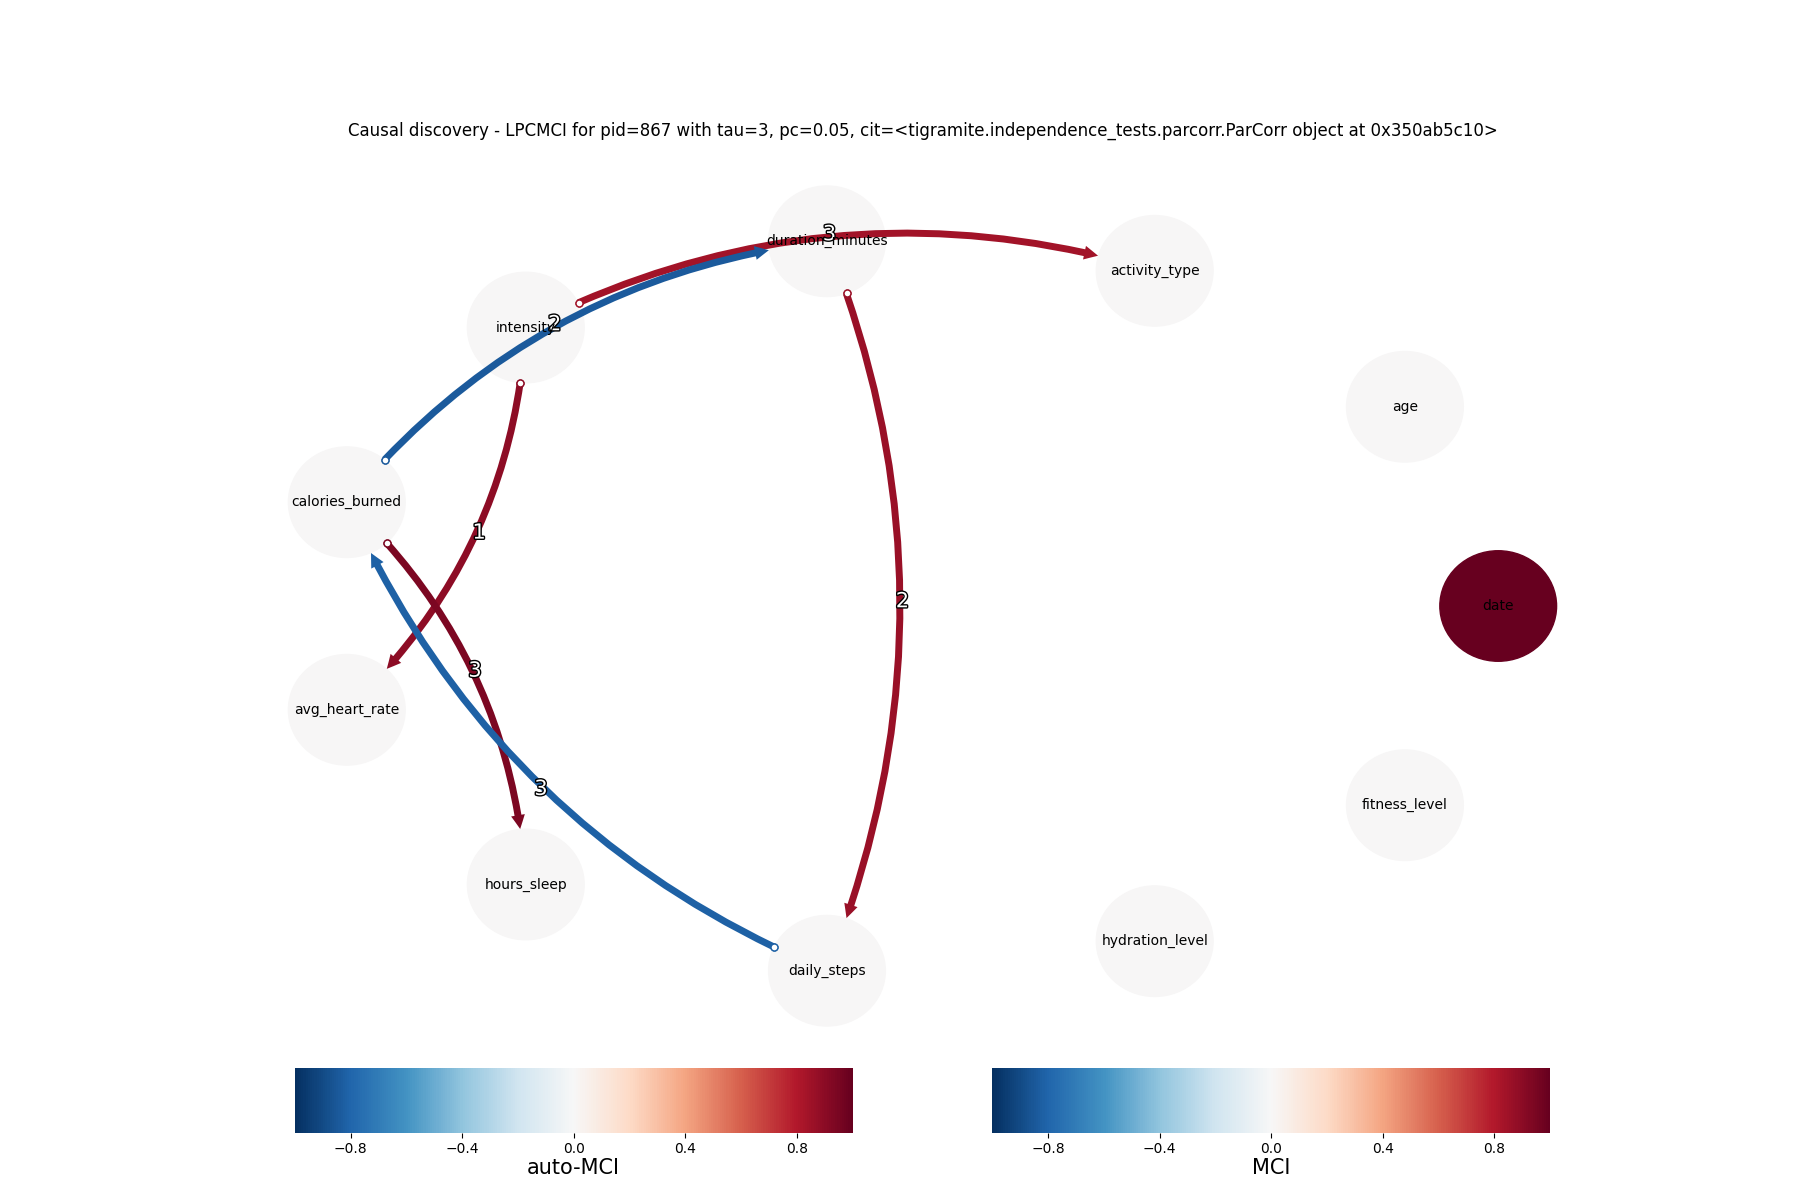 Causal discovery - LPCMCI for pid=867 with tau=3, pc=0.05, cit=<tigramite.independence_tests.parcorr.ParCorr object at 0x350ab5c10>
3
duration_minutes
activity_type
intensity
2
age
calories_burned
1
2
date
3
avg_heart_rate
3
fitness_level
hours_sleep
hydration_level
daily_steps
−0.8 −0.4 0.0 0.4 0.8
auto-MCI
−0.8 −0.4 0.0 0.4 0.8
MCI